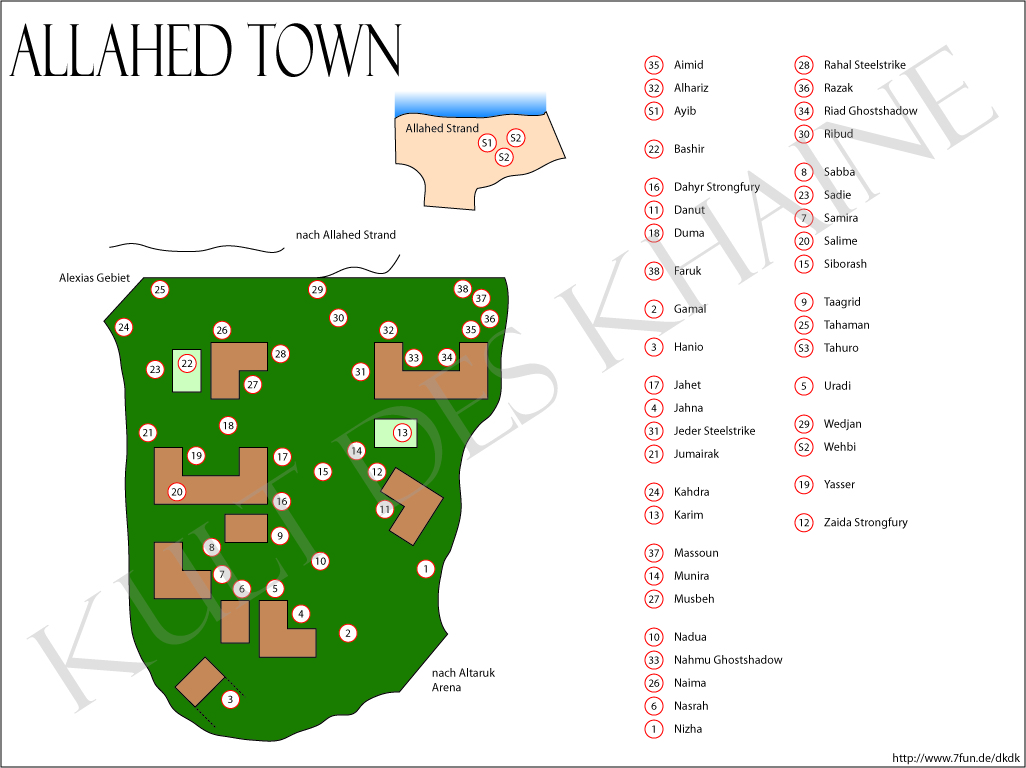 ALLAHED TOWN
Allahed Strand
S1
S2
S2
nach Allahed Strand
Alexias Gebiet
25
29
38
37
24
26
30
32
36
35
23
22
28
27
31
33
34
21
18
13
19
17
14
15
12
20
16
11
9
8
10
1
7
6
5
4
2
3
nach Altaruk
Arena
35 Aimid
32 Alhariz
S1 Ayib
22 Bashir
16 Dahyr Strongfury
11 Danut
18 Duma
38 Faruk
2 Gamal
3 Hanio
17 Jahet
4 Jahna
31 Jeder Steelstrike
21 Jumairak
24 Kahdra
13 Karim
37 Massoun
14 Munira
27 Musbeh
10 Nadua
33 Nahmu Ghostshadow
26 Naima
6 Nasrah
1 Nizha
28 Rahal Steelstrike
36 Razak
34 Riad Ghostshadow
30 Ribud
8 Sabba
23 Sadie
7 Samira
20 Salime
15 Siborash
9 Taagrid
25 Tahaman
S3 Tahuro
5 Uradi
29 Wedjan
S2 Wehbi
19 Yasser
12 Zaida Strongfury
KULT DES KHAINE
http://www.7fun.de/dkdk